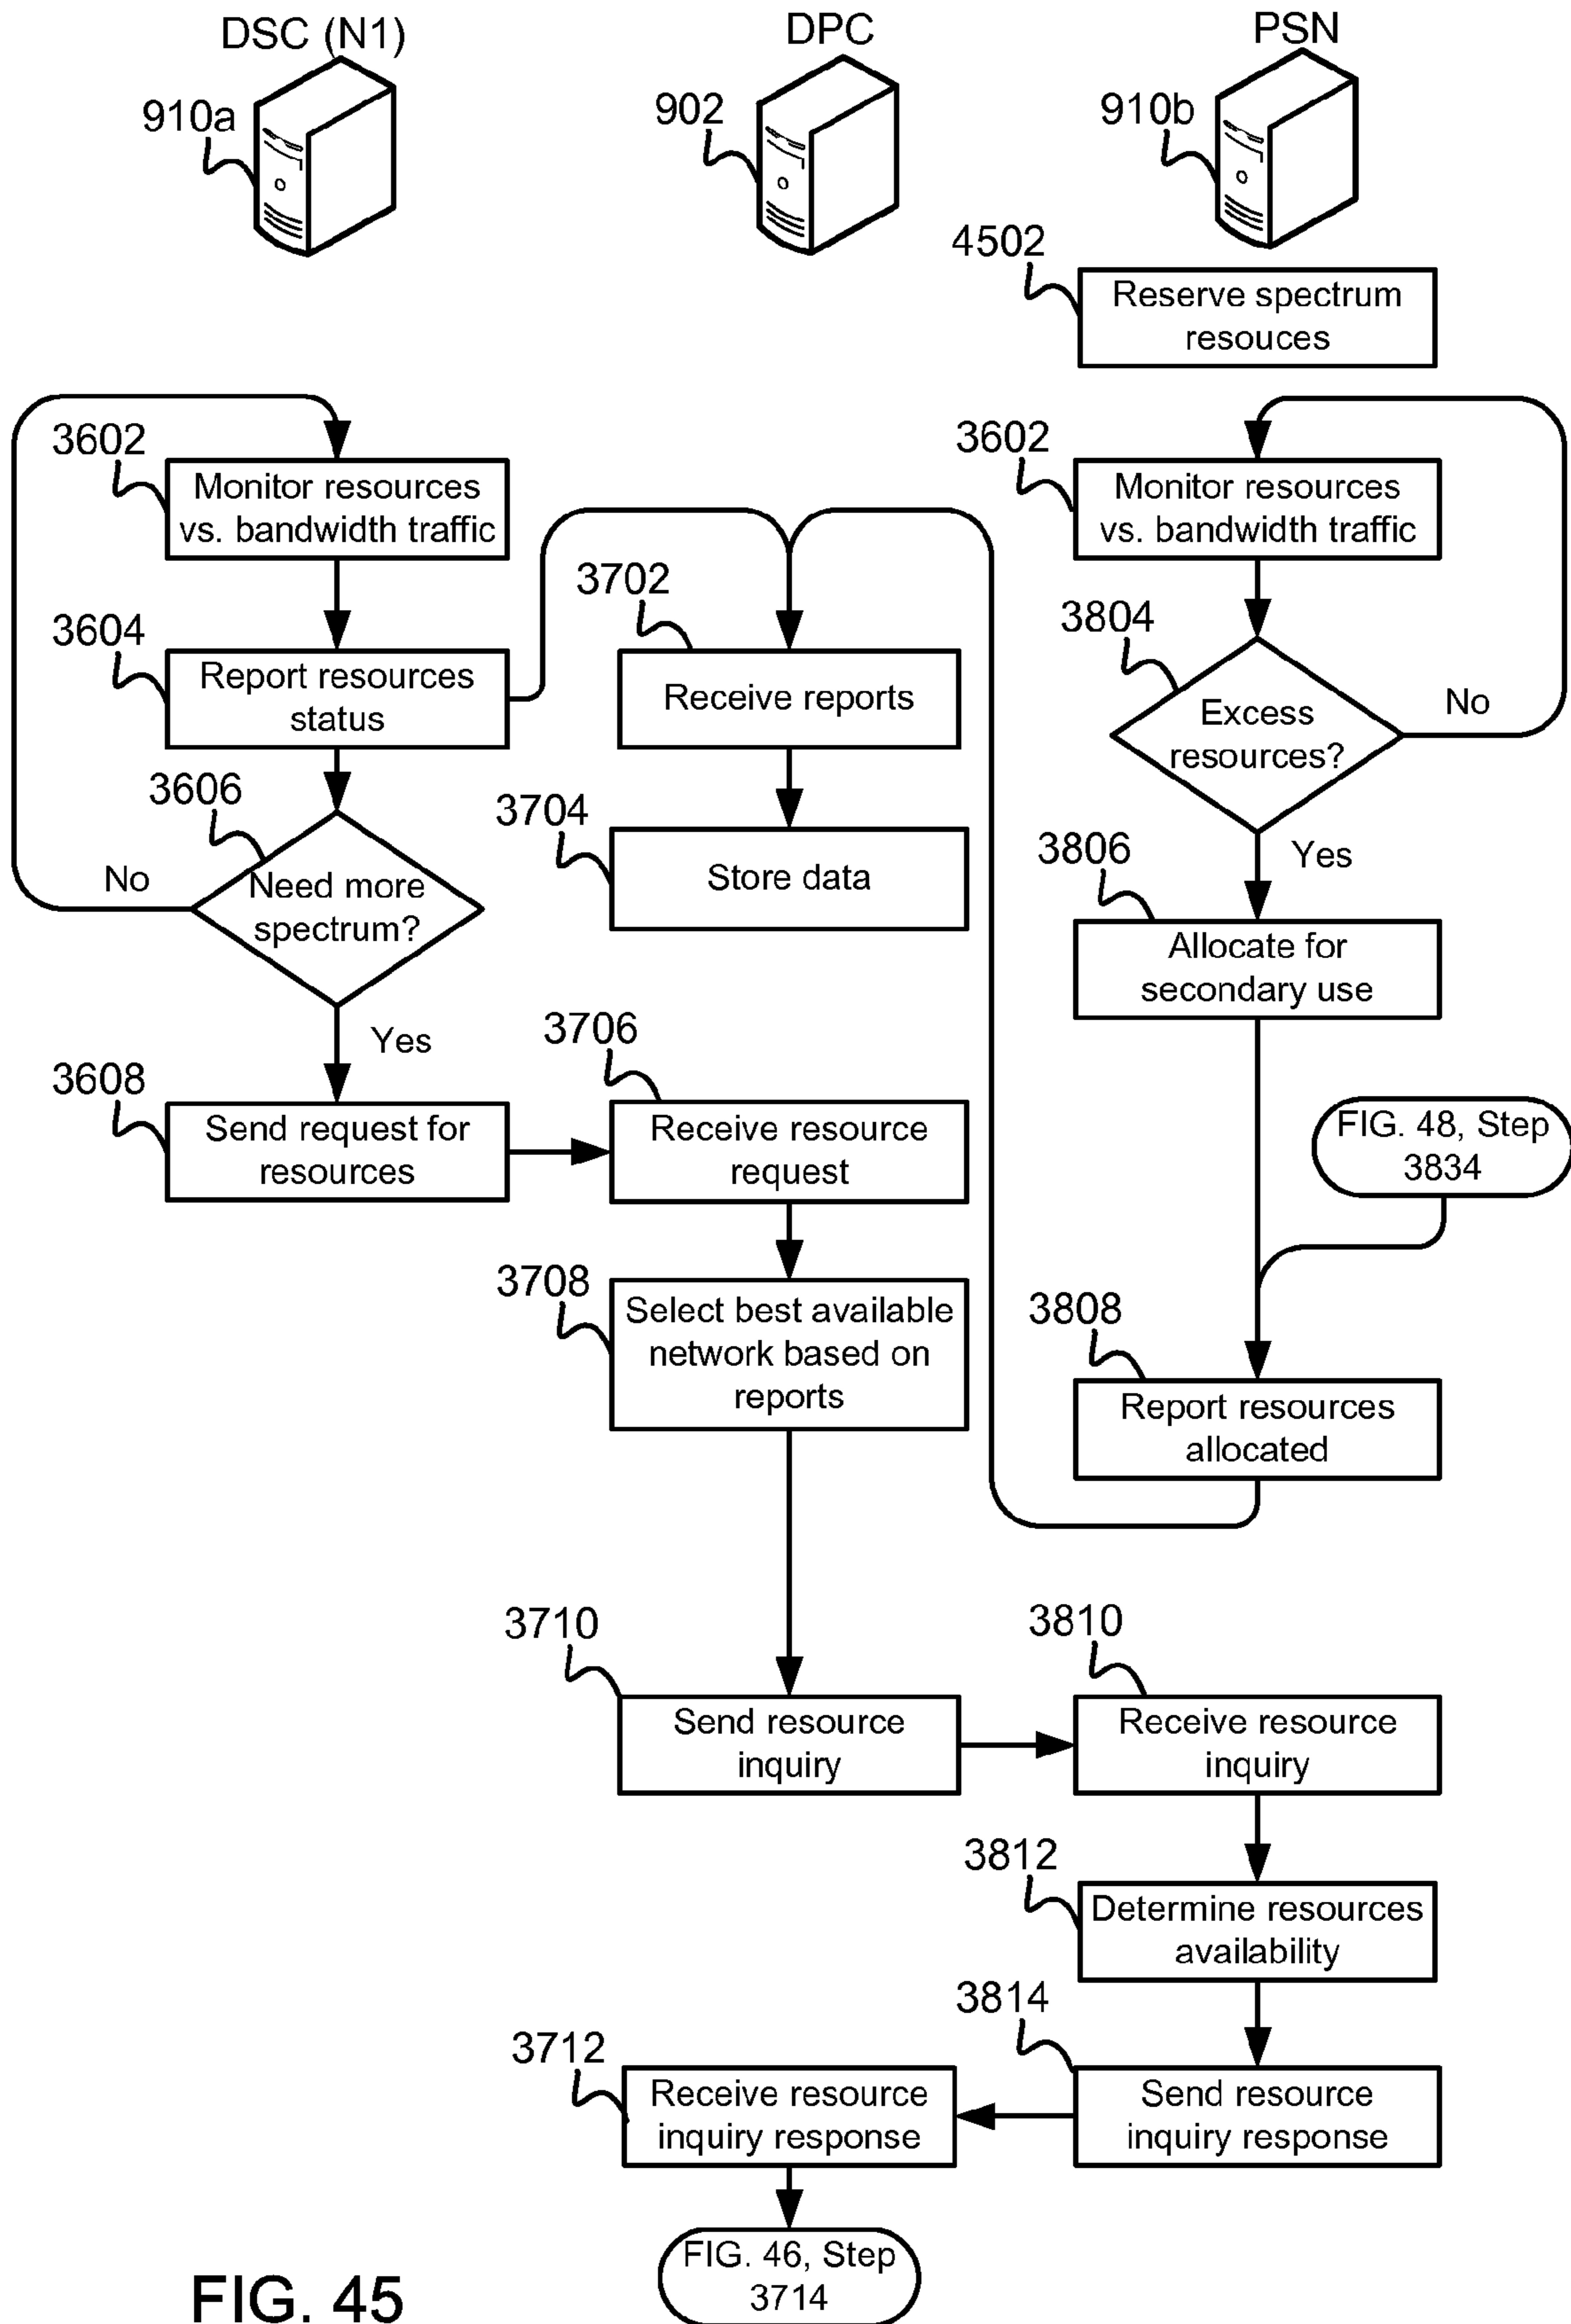 DSC (N1)
DPC
PSN
910a
902
910b
4502
Reserve spectrum
resouces
3602
Monitor resources
vs. bandwidth traffic
3602
Monitor resources
vs. bandwidth traffic
3604
Report resources
status
3702
Receive reports
3804
Excess
resources?
No
3606
Need more
spectrum?
No
Yes
3704
Store data
Yes
3806
Allocate for
secondary use
3608
Send request for
resources
3706
Receive resource
request
FIG. 48, Step
3834
3708
Select best available
network based on
reports
3808
Report resources
allocated
3710
Send resource
inquiry
3810
Receive resource
inquiry
3812
Determine resources
availability
3814
Send resource
inquiry response
3712
Receive resource
inquiry response
FIG. 46, Step
3714
FIG. 45